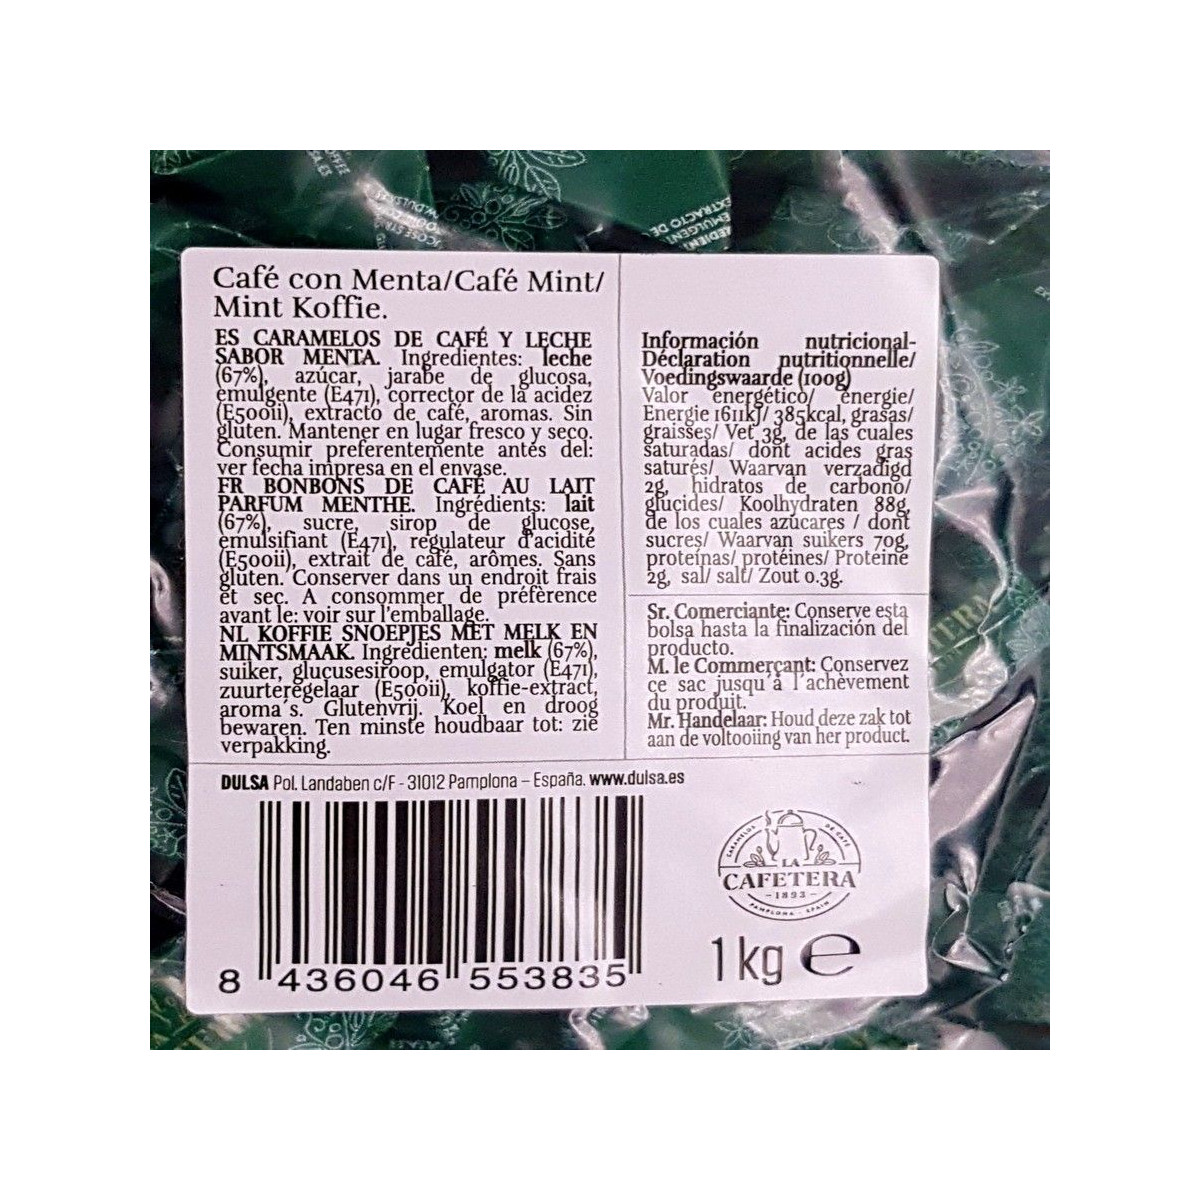 Café con Menta/Café Mint/
Mint Koffie.
ES CARAMELOS DE CAFÉ Y LECHE
SABOR MENTA. Ingredientes: leche
(67%), azúcar, jarabe de glucosa,
emulgente (E471), corrector de la acidez
(E500ii), extracto de café, aromas. Sin
gluten. Mantener en lugar fresco y seco.
Consumir preferentemente antes del:
ver fecha impresa en el envase.
FR BONBONS DE CAFÉ AU LAIT
PARFUM MENTHE. Ingrédients: lait
(67%), sucre, sirop de glucose,
emulsifiant (E471), régulateur d'acidité
(E500ii), extrait de café, arômes. Sans
gluten. Conserver dans un endroit frais
et sec. A consommer de préférence
avant le: voir sur l'emballage.
NL KOFFIE SNOEPJES MET MELK EN
MINTSMAAK. Ingredienten: melk (67%),
suiker, glucusesiroop, emulgator (E471),
zuurteregelaar (E500ii), koffie-extract,
aroma´s. Glutenvrij. Koel en droog
bewaren. Ten minste houdbaar tot: zie
verpakking.
Información nutricional-
Déclaration nutritionnelle/
Voedingswaarde (100g)
Valor energético/ énergie/
Energie 1611kJ/ 385kcal, grasas/
graisses/ Vet 3g, de las cuales
saturadas/ dont acides gras
saturés/ Waarvan verzadigd
2g, hidratos de carbono/
glucides/ Koolhydraten 88g,
de los cuales azúcares / dont
sucres/ Waarvan suikers 70g,
proteínas/ protéines/ Proteine
2g, sal/ salt/ Zout 0.3g.
Sr. Comerciante: Conserve esta
bolsa hasta la finalización del
producto.
M. le Commerçant: Conservez
ce sac jusqu'à l'achèvement
du produit.
Mr. Handelaar: Houd deze zak tot
aan de voltooiing van her product.
DULSA Pol. Landaben c/F - 31012 Pamplona – España. www.dulsa.es
8 436046 553835
CARAMELOS DE CAFÉ
LA
CAFETERA
- 1893 -
PAMPLONA - SPAIN
1 kg e